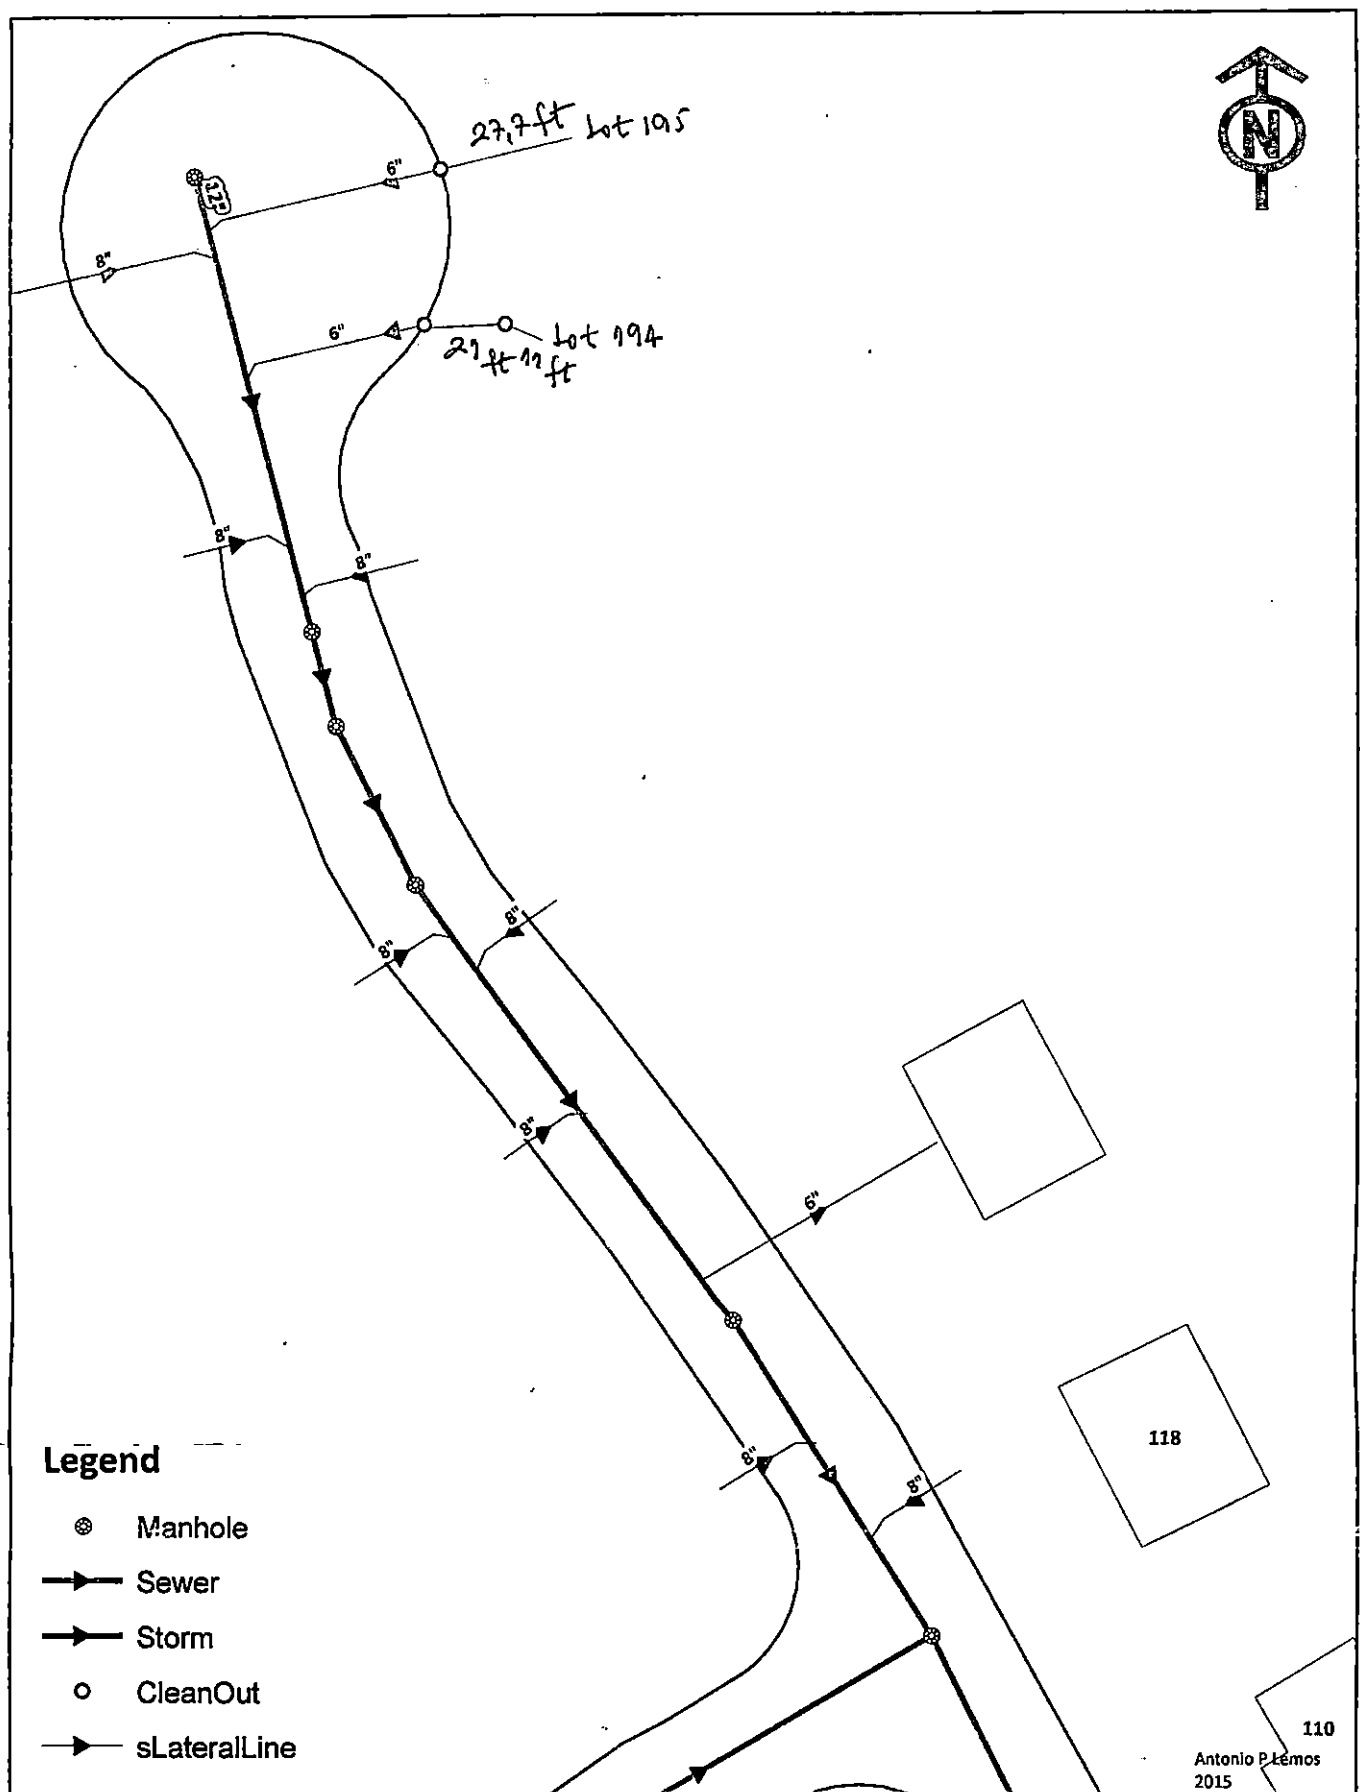 27,7 ft Lot 195
N
6"
12"
8"
6"
Lot 194
21 ft 11 ft
8"
8"
8"
8"
8"
6"
118
8"
8"
Legend
Manhole
Sewer
Storm
CleanOut
sLateralLine
110
Antonio P Lemos
2015